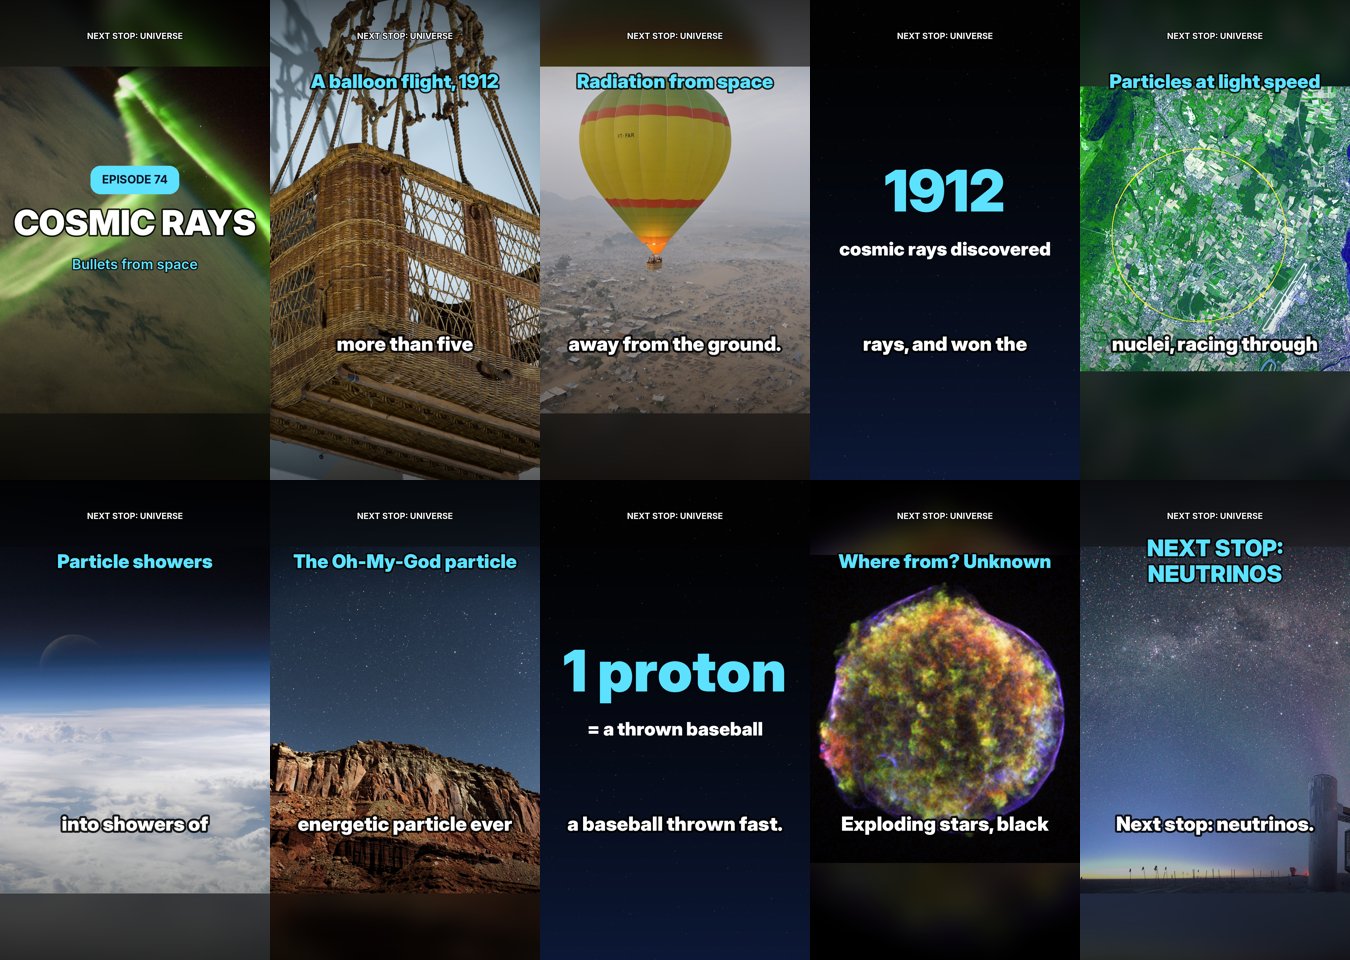 NEXT STOP: UNIVERSE
EPISODE 74
COSMIC RAYS
Bullets from space
NEXT STOP: UNIVERSE
A balloon flight, 1912
more than five
NEXT STOP: UNIVERSE
Radiation from space
VT-PAR
away from the ground.
NEXT STOP: UNIVERSE
1912
cosmic rays discovered
rays, and won the
NEXT STOP: UNIVERSE
Particles at light speed
nuclei, racing through
NEXT STOP: UNIVERSE
Particle showers
into showers of
NEXT STOP: UNIVERSE
The Oh-My-God particle
energetic particle ever
NEXT STOP: UNIVERSE
1 proton
= a thrown baseball
a baseball thrown fast.
NEXT STOP: UNIVERSE
Where from? Unknown
Exploding stars, black
NEXT STOP: UNIVERSE
NEXT STOP:
NEUTRINOS
Next stop: neutrinos.